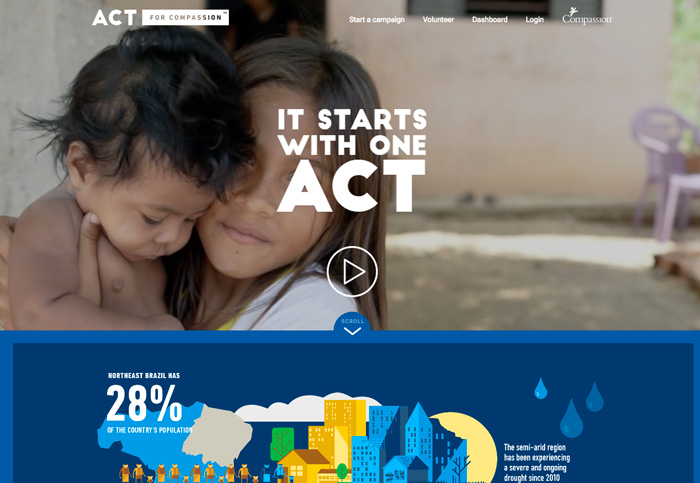 ACT FOR COMPASSION™
Start a campaign
Volunteer
Dashboard
Login
Compassion
IT STARTS
WITH ONE
ACT
SCROLL
NORTHEAST BRAZIL HAS
28%
OF THE COUNTRY'S POPULATION
The semi-arid region
has been experiencing
a severe and ongoing
drought since 2010